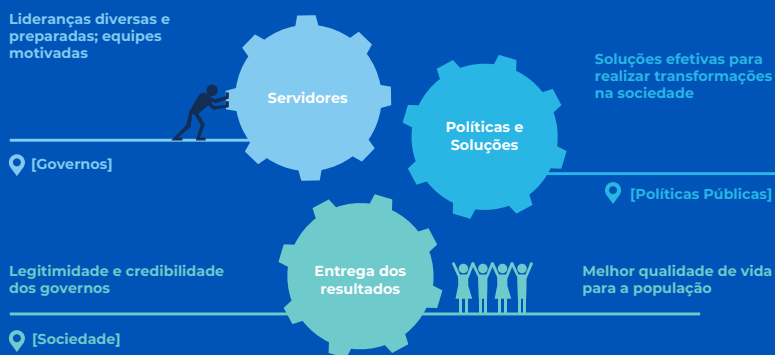 Lideranças diversas e
preparadas; equipes
motivadas
Servidores
[Governos]
Soluções efetivas para
realizar transformações
na sociedade
Políticas e
Soluções
[Políticas Públicas]
Legitimidade e credibilidade
dos governos
Entrega dos
resultados
Melhor qualidade de vida
para a população
[Sociedade]